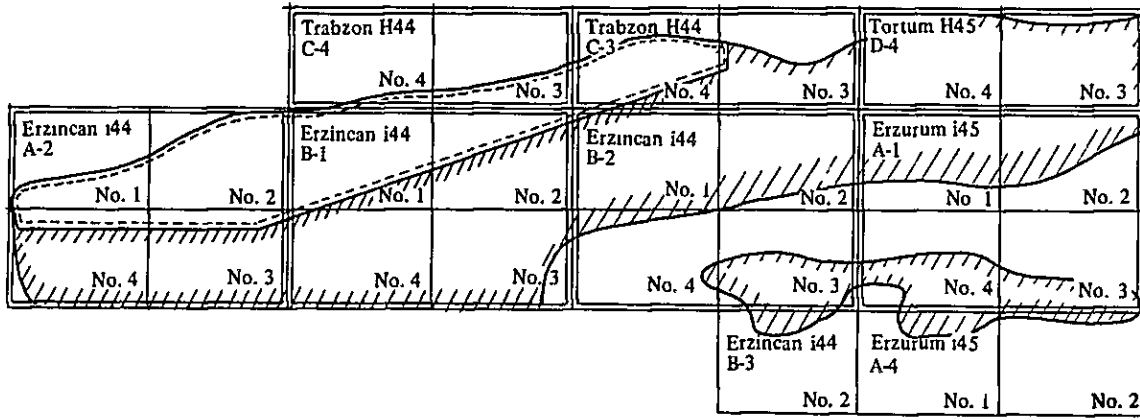 Trabzon H44
C-4
No. 4
No. 3
Trabzon H44
C-3
No. 4
No. 3
Tortum H45
D-4
No. 4
No. 3
Erzincan i44
A-2
No. 1
No. 2
No. 4
No. 3
Erzincan i44
B-1
No. 1
No. 2
No. 4
No. 3
Erzincan i44
B-2
No. 1
No. 2
No. 4
No. 3
Erzurum i45
A-1
No 1
No. 2
No. 4
No. 3
Erzincan i44
B-3
No. 2
Erzurum i45
A-4
No. 1
No. 2